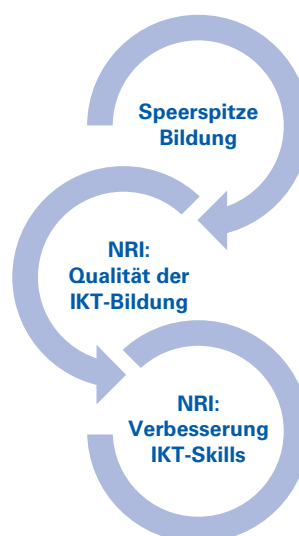 Speerspitze
Bildung
NRI:
Qualität der
IKT-Bildung
NRI:
Verbesserung
IKT-Skills